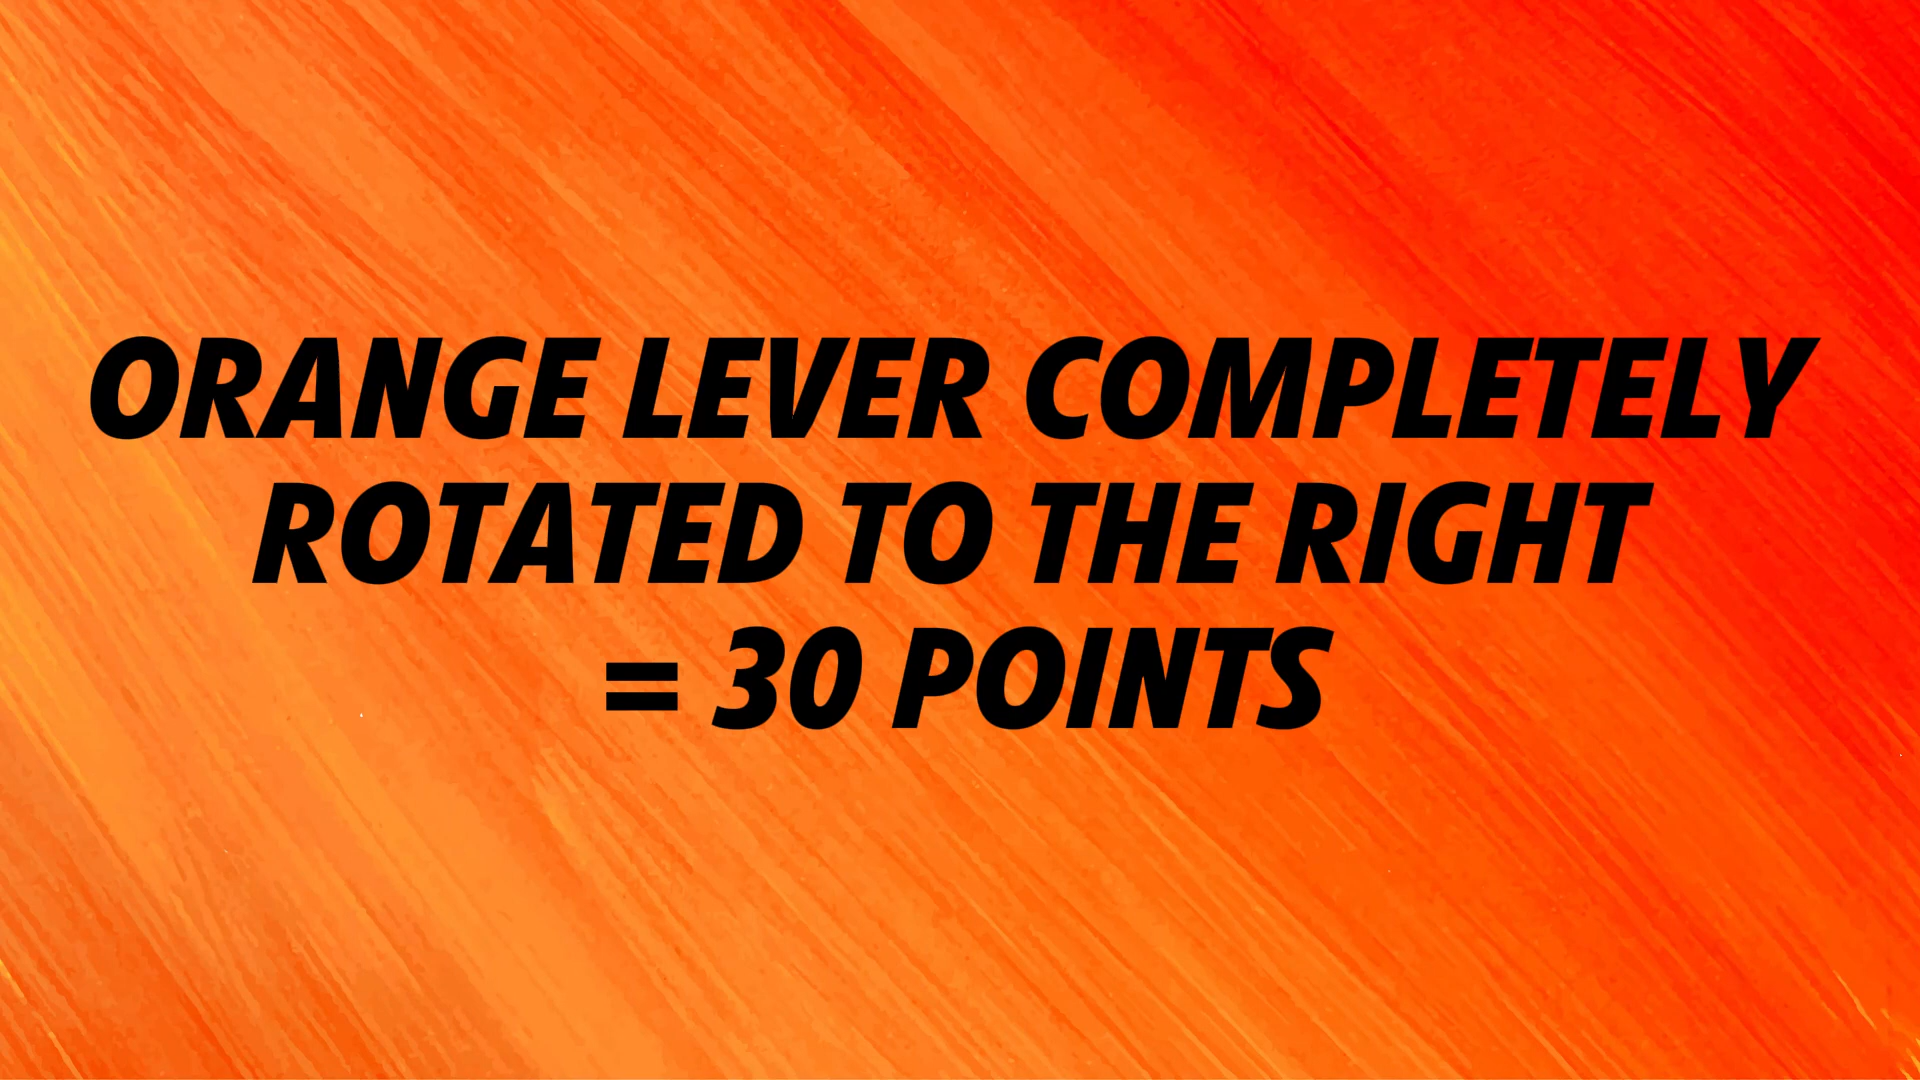 ORANGE LEVER COMPLETELY
ROTATED TO THE RIGHT
= 30 POINTS